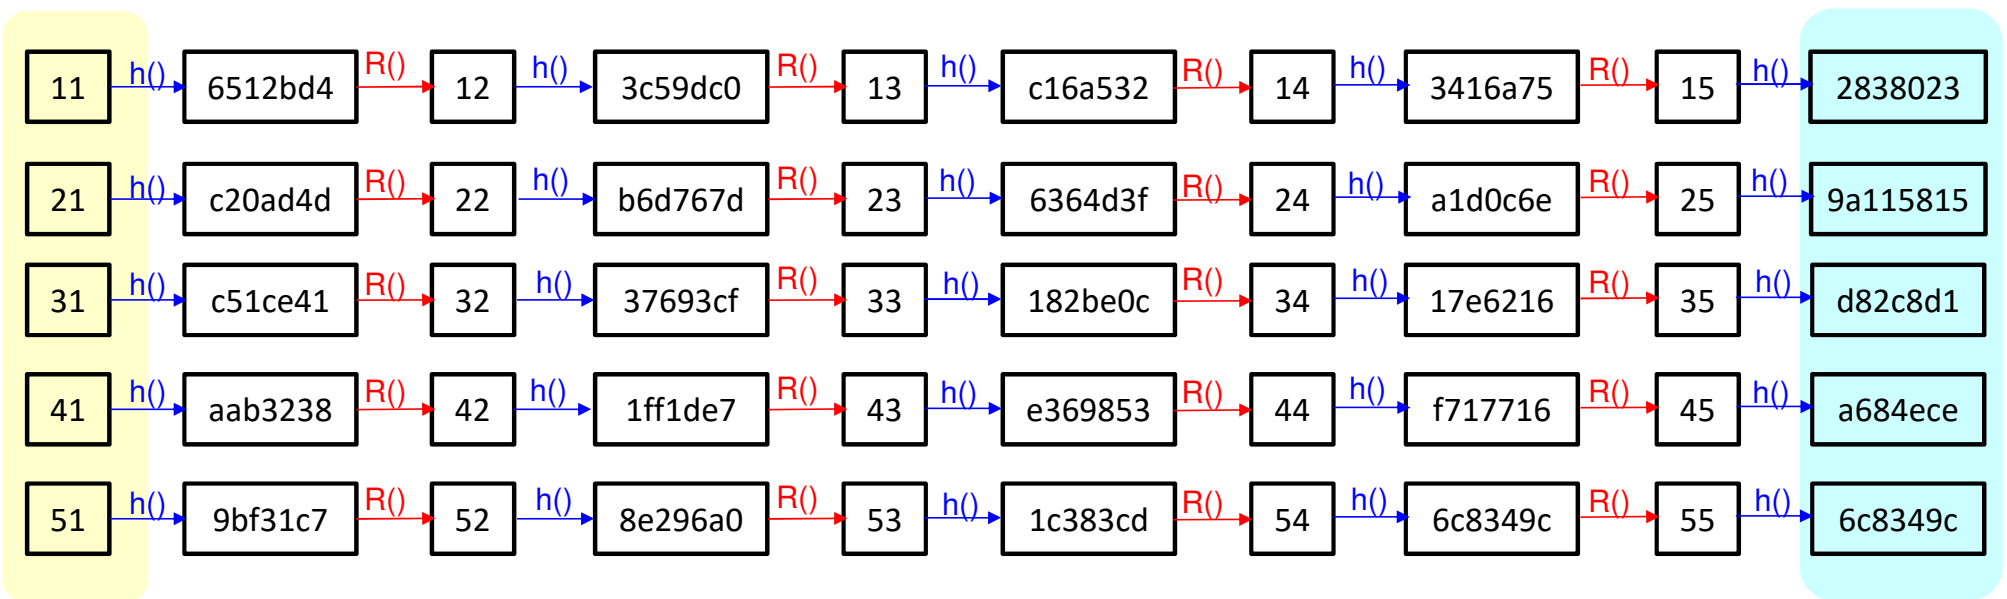 11 h() 6512bd4 R() 12 h() 3c59dc0 R() 13 h() c16a532 R() 14 h() 3416a75 R() 15 h() 2838023
21 h() c20ad4d R() 22 h() b6d767d R() 23 h() 6364d3f R() 24 h() a1d0c6e R() 25 h() 9a115815
31 h() c51ce41 R() 32 h() 37693cf R() 33 h() 182be0c R() 34 h() 17e6216 R() 35 h() d82c8d1
41 h() aab3238 R() 42 h() 1ff1de7 R() 43 h() e369853 R() 44 h() f717716 R() 45 h() a684ece
51 h() 9bf31c7 R() 52 h() 8e296a0 R() 53 h() 1c383cd R() 54 h() 6c8349c R() 55 h() 6c8349c